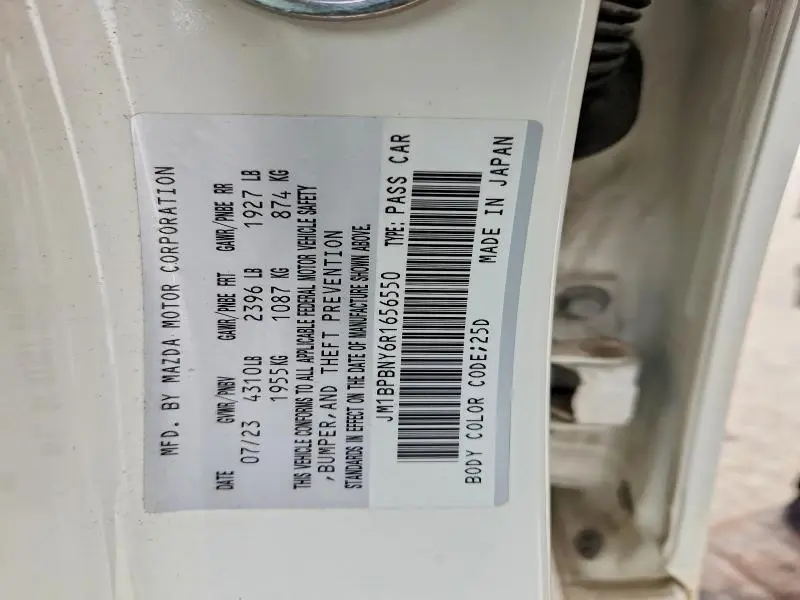 MFD. BY MAZDA MOTOR CORPORATION
DATE GVWR/PNBV GAWR/PNBE FRT GAWR/PNBE RR
07/23 4310LB 2396 LB 1927 LB
1955KG 1087 KG 874 KG
THIS VEHICLE CONFORMS TO ALL APPLICABLE FEDERAL MOTOR VEHICLE SAFETY
,BUMPER,AND THEFT PREVENTION
STANDARDS IN EFFECT ON THE DATE OF MANUFACTURE SHOWN ABOVE.
JM1BPBNY6R1656550 TYPE: PASS CAR
BODY COLOR CODE;25D MADE IN JAPAN